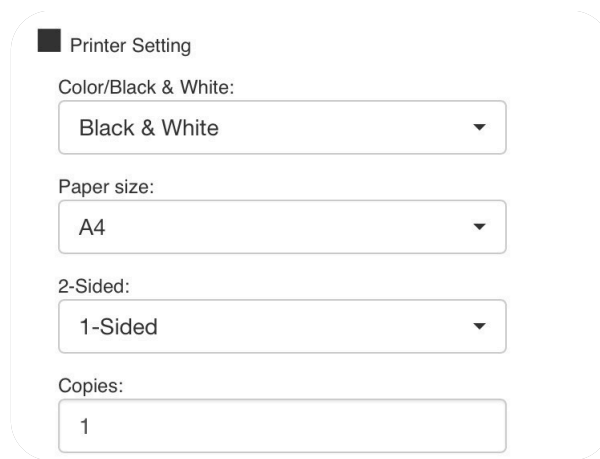 Printer Setting
Color/Black & White:
Black & White
Paper size:
A4
2-Sided:
1-Sided
Copies:
1